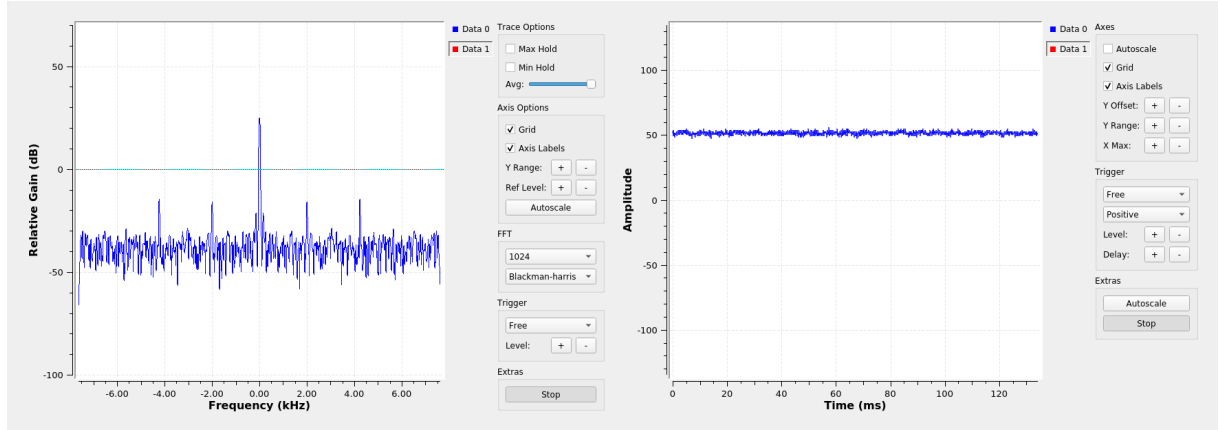 Data 0
Data 1
50
0
-50
-100
Relative Gain (dB)
-6.00 -4.00 -2.00 0.00 2.00 4.00 6.00
Frequency (kHz)
Trace Options
Max Hold
Min Hold
Avg:
Axis Options
Grid
Axis Labels
Y Range: + -
Ref Level: + -
Autoscale
FFT
1024
Blackman-harris
Trigger
Free
Level: + -
Extras
Stop
100
50
0
-50
-100
Amplitude
0 20 40 60 80 100 120
Time (ms)
Data 0
Data 1
Axes
Autoscale
Grid
Axis Labels
Y Offset: + -
Y Range: + -
X Max: + -
Trigger
Free
Positive
Level: + -
Delay: + -
Extras
Autoscale
Stop